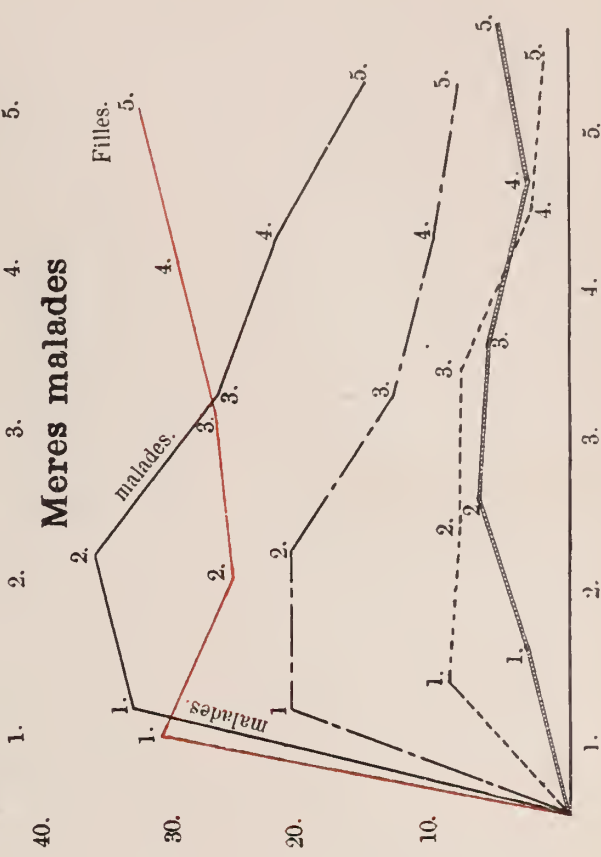 1. 2. 3. 4. 5.
40.
Meres malades
Filles.
malades.
malades.
1. 2. 3. 4. 5.
1. 2. 3. 4. 5.
30.
1 2. 3. 4. 5.
20.
1. 2. 3. 4. 5.
10.
1. 2 3. 4. 5.
1. 2. 3. 4. 5.